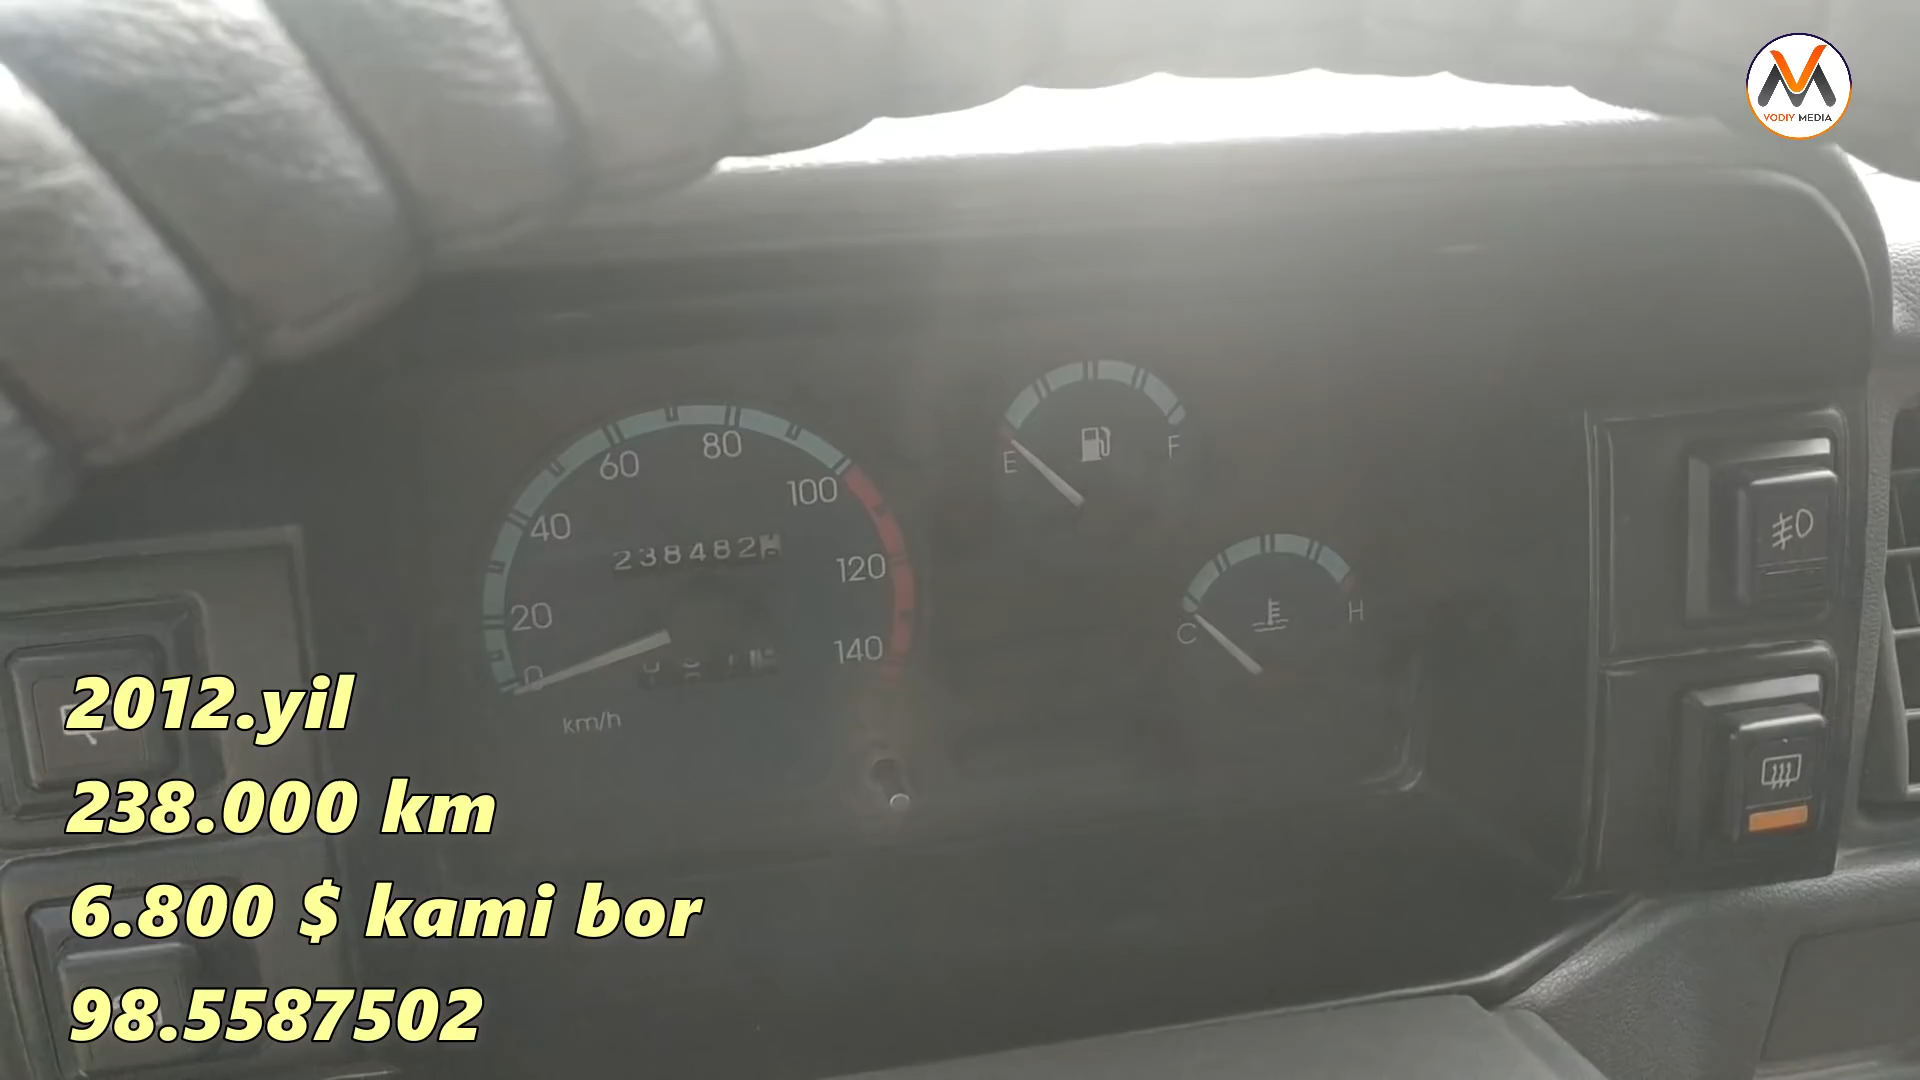 VODIY MEDIA
E
F
80
60
100
40
238482
120
20
140
0
C
H
km/h
2012.yil
238.000 km
6.800 $ kami bor
98.5587502